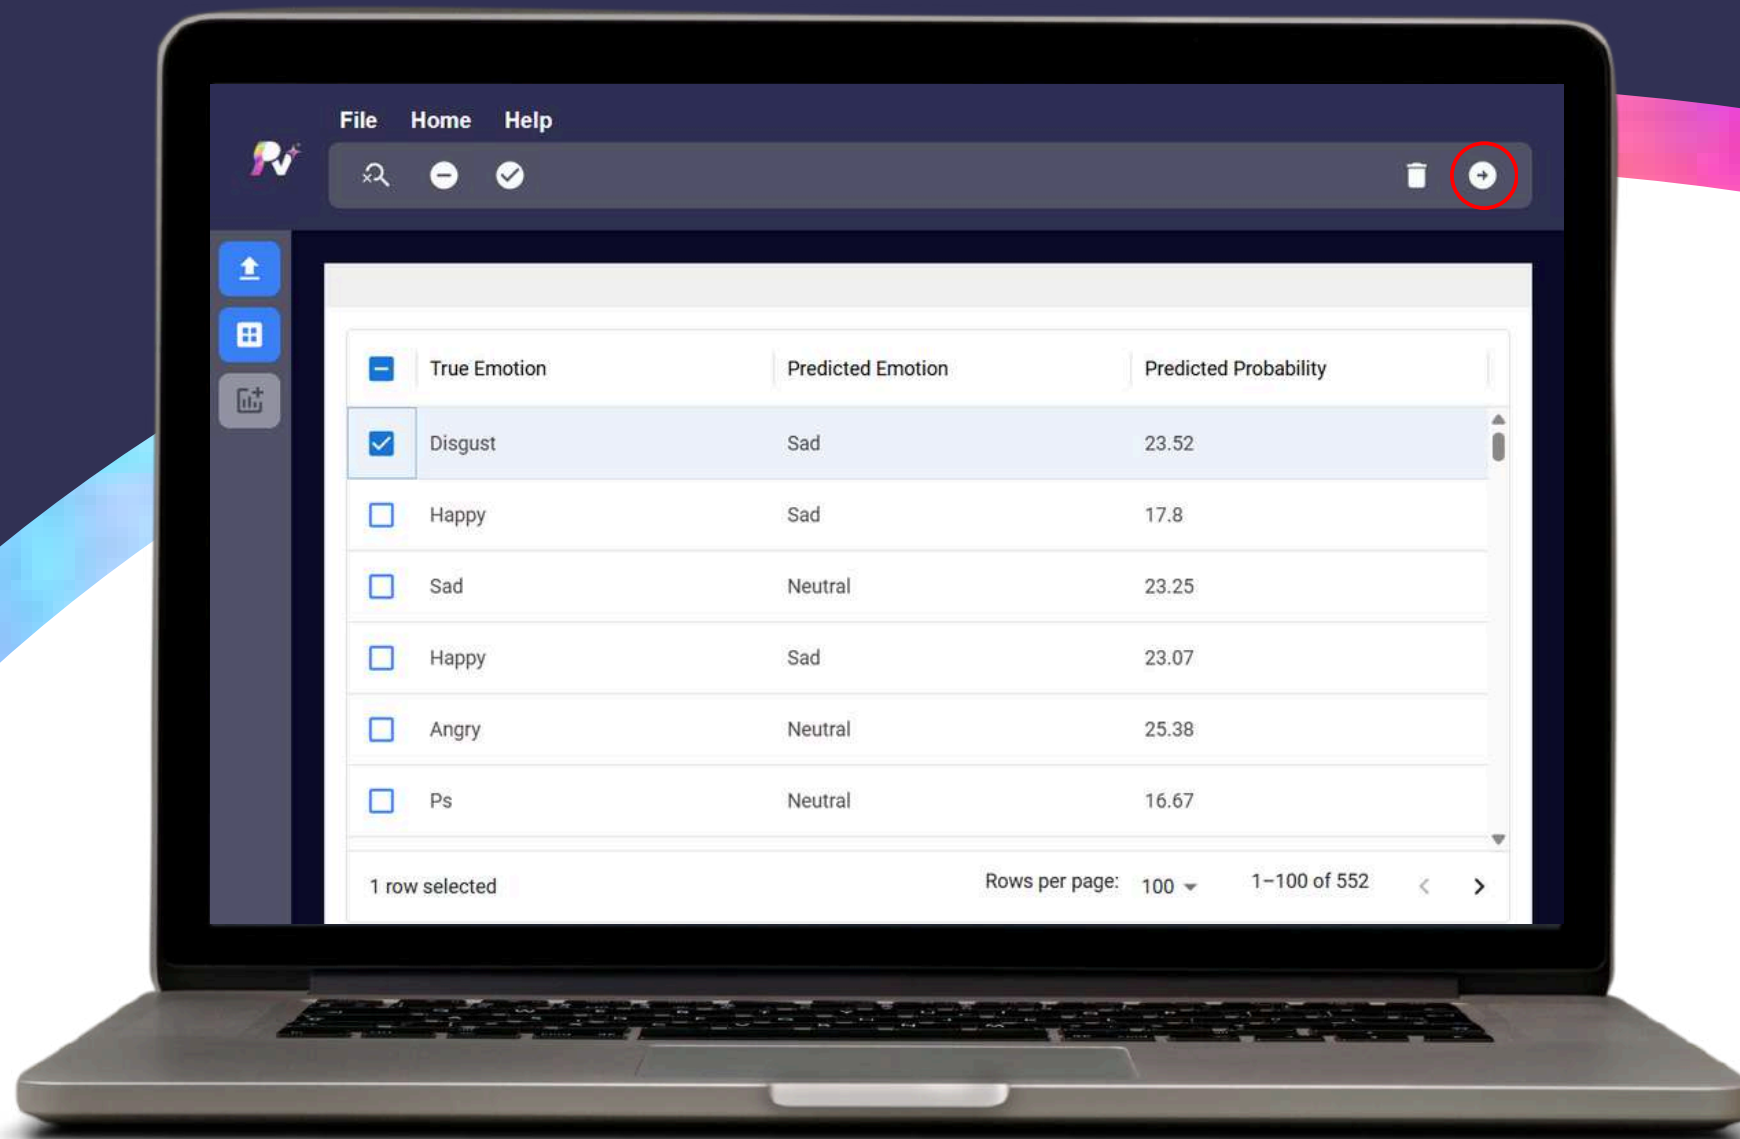 File Home Help
True Emotion Predicted Emotion Predicted Probability
Disgust Sad 23.52
Happy Sad 17.8
Sad Neutral 23.25
Happy Sad 23.07
Angry Neutral 25.38
Ps Neutral 16.67
1 row selected Rows per page: 100 1–100 of 552